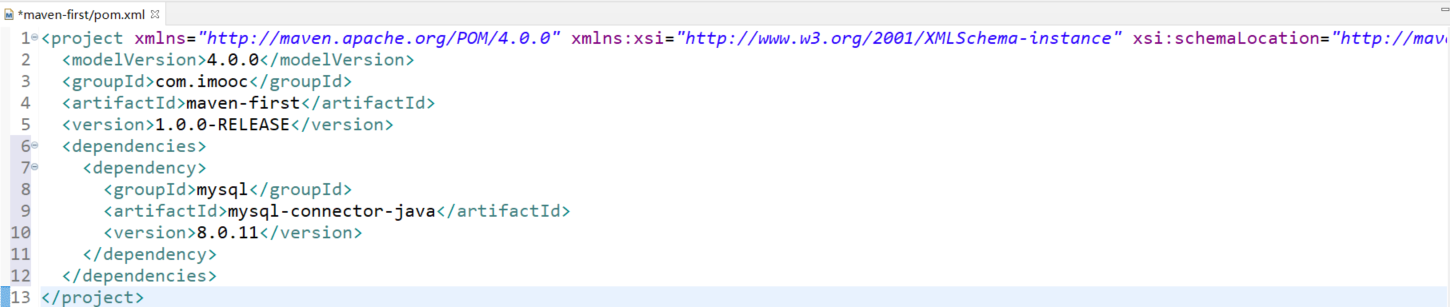 *maven-first/pom.xml
1 <project xmlns="http://maven.apache.org/POM/4.0.0" xmlns:xsi="http://www.w3.org/2001/XMLSchema-instance" xsi:schemaLocation="http://mav
2 <modelVersion>4.0.0</modelVersion>
3 <groupId>com.imooc</groupId>
4 <artifactId>maven-first</artifactId>
5 <version>1.0.0-RELEASE</version>
6 <dependencies>
7 <dependency>
8 <groupId>mysql</groupId>
9 <artifactId>mysql-connector-java</artifactId>
10 <version>8.0.11</version>
11 </dependency>
12 </dependencies>
13 </project>